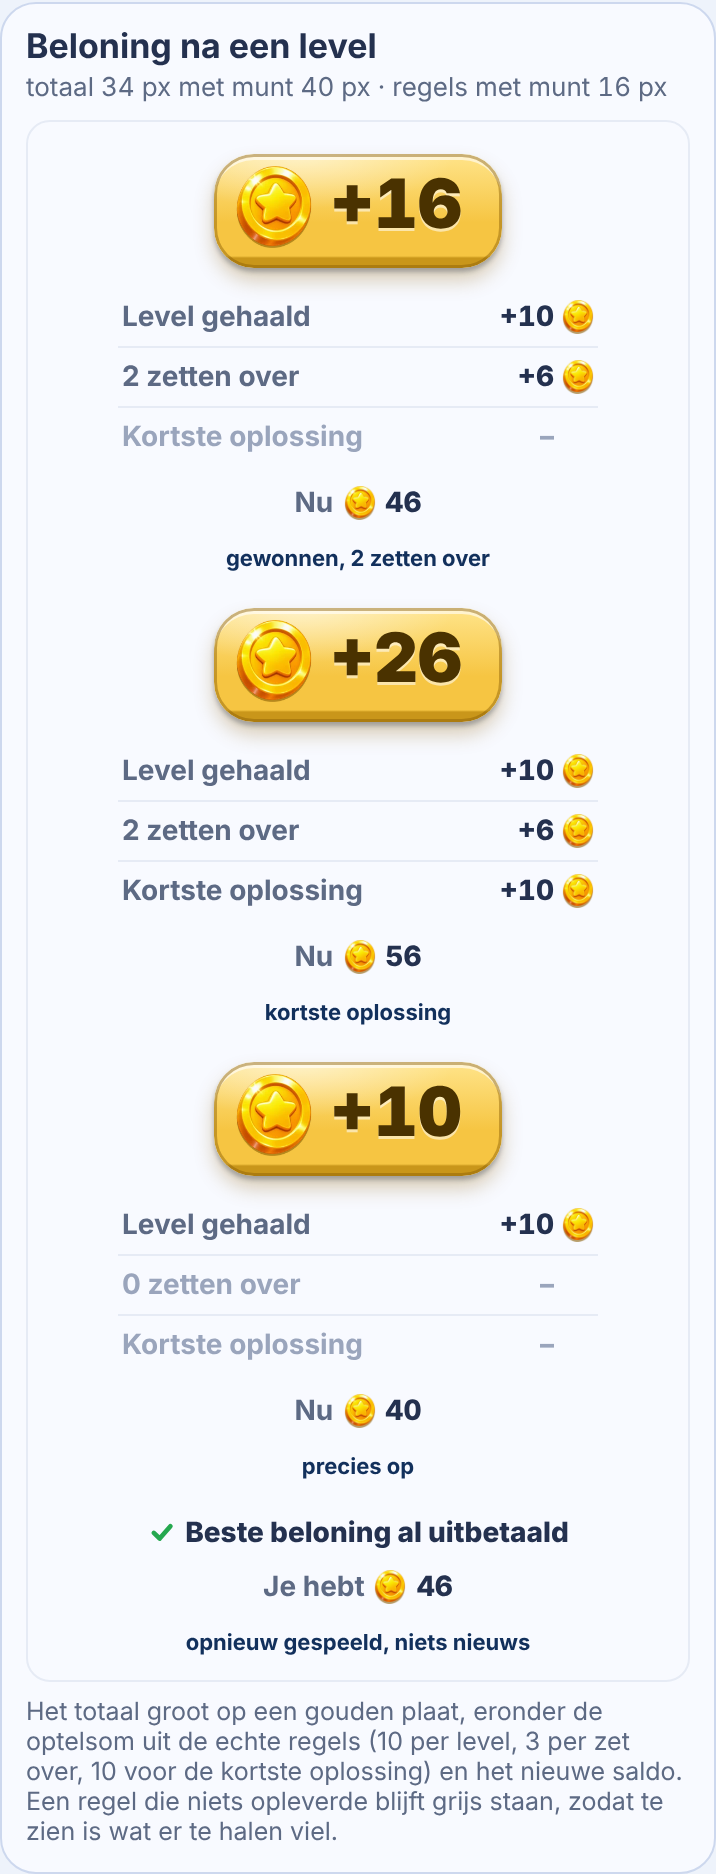 Beloning na een level
totaal 34 px met munt 40 px · regels met munt 16 px
+16
Level gehaald +10
2 zetten over +6
Kortste oplossing –
Nu 46
gewonnen, 2 zetten over
+26
Level gehaald +10
2 zetten over +6
Kortste oplossing +10
Nu 56
kortste oplossing
+10
Level gehaald +10
0 zetten over –
Kortste oplossing –
Nu 40
precies op
Beste beloning al uitbetaald
Je hebt 46
opnieuw gespeeld, niets nieuws
Het totaal groot op een gouden plaat, eronder de
optelsom uit de echte regels (10 per level, 3 per zet
over, 10 voor de kortste oplossing) en het nieuwe saldo.
Een regel die niets opleverde blijft grijs staan, zodat te
zien is wat er te halen viel.